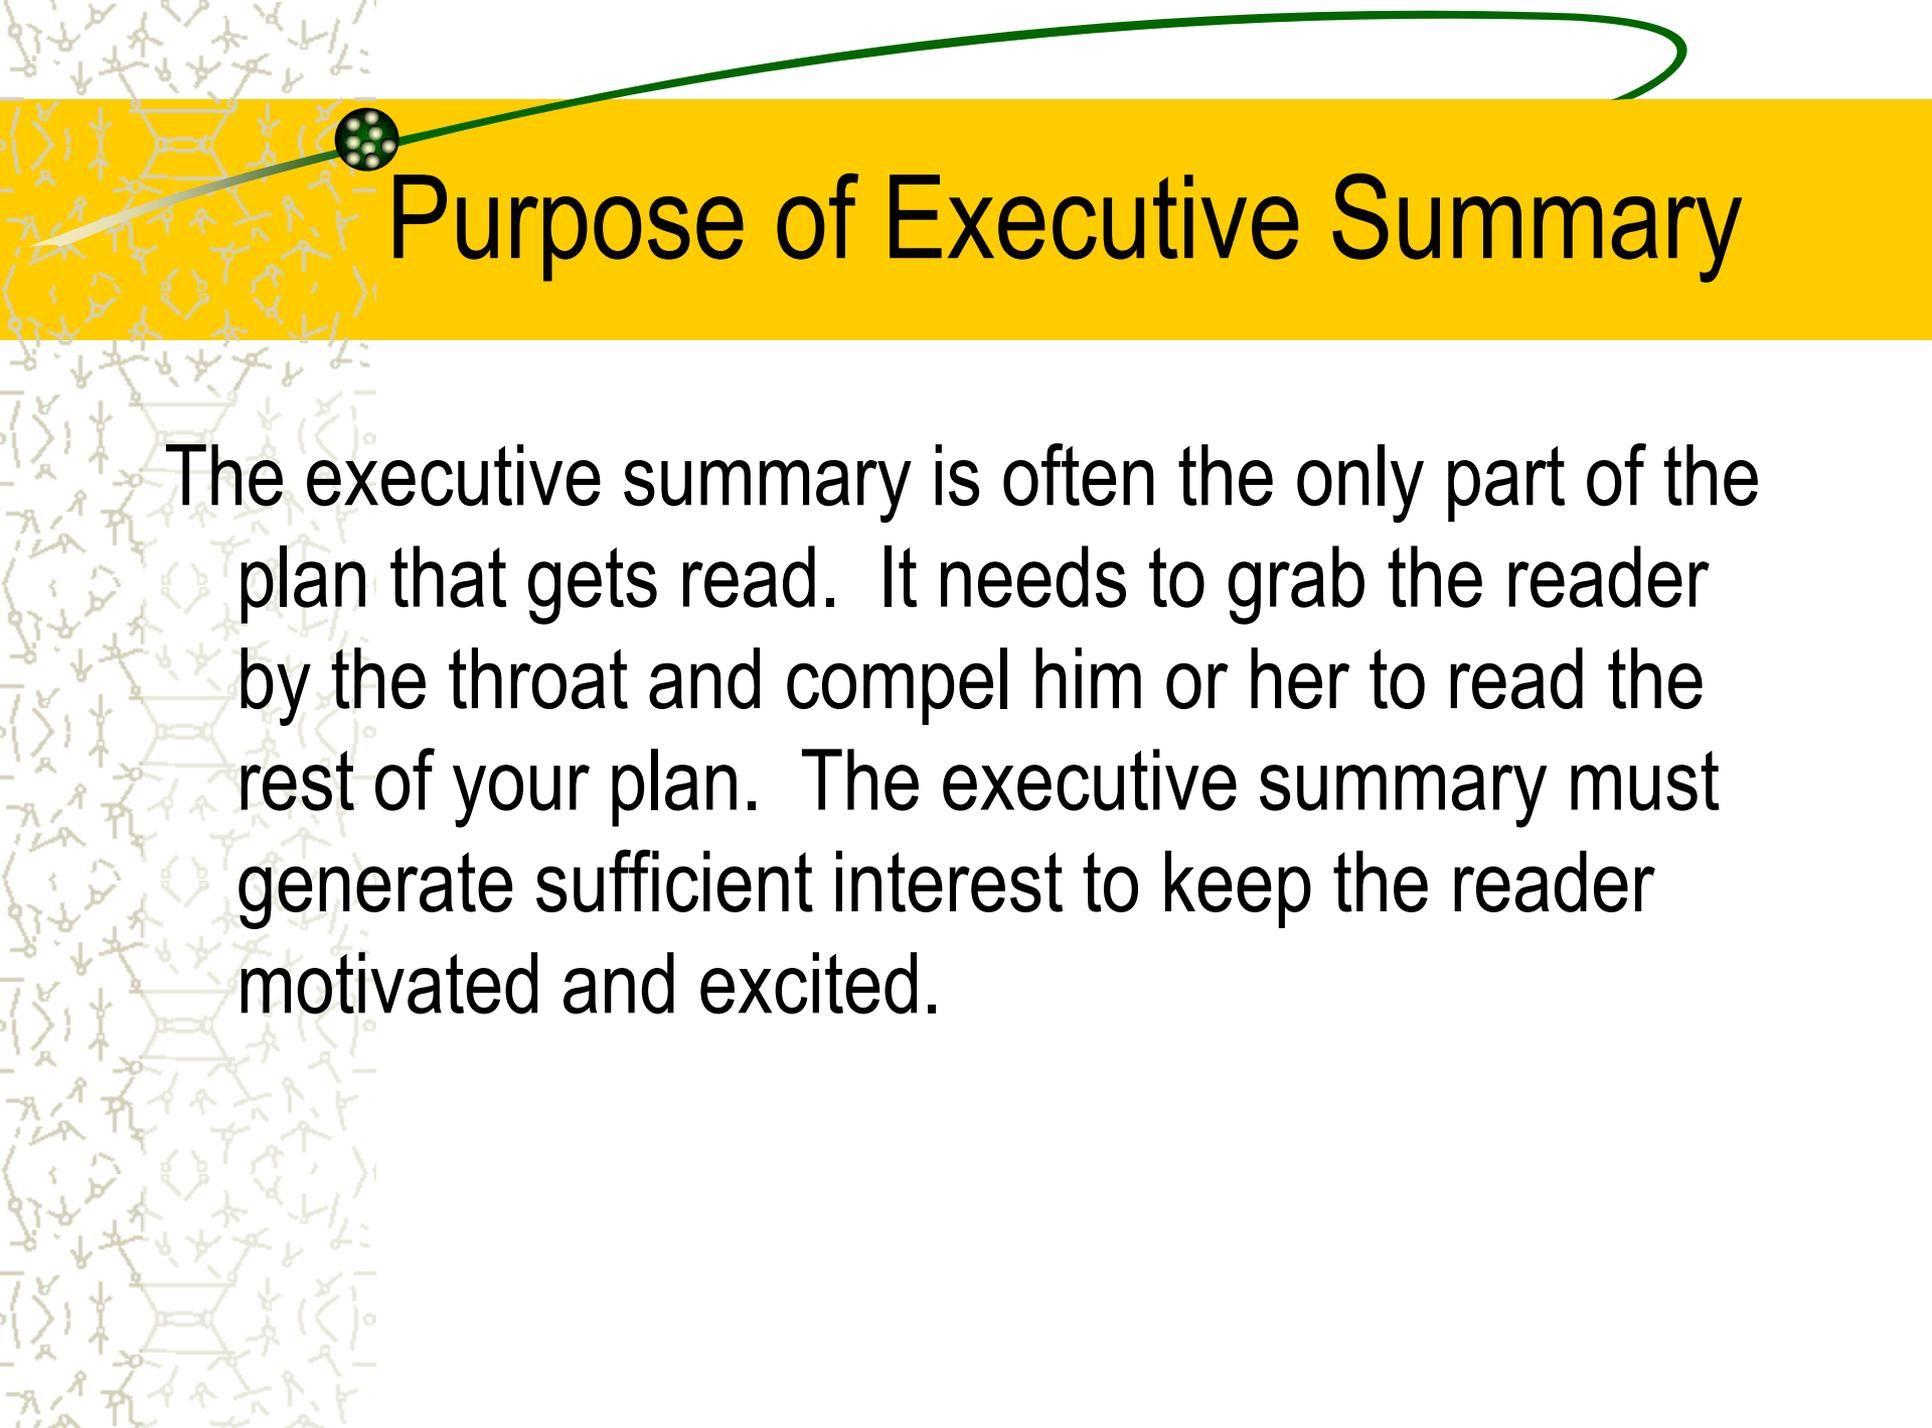 Purpose of Executive Summary
The executive summary is often the only part of the
plan that gets read.  It needs to grab the reader
by the throat and compel him or her to read the
rest of your plan.  The executive summary must
generate sufficient interest to keep the reader
motivated and excited.